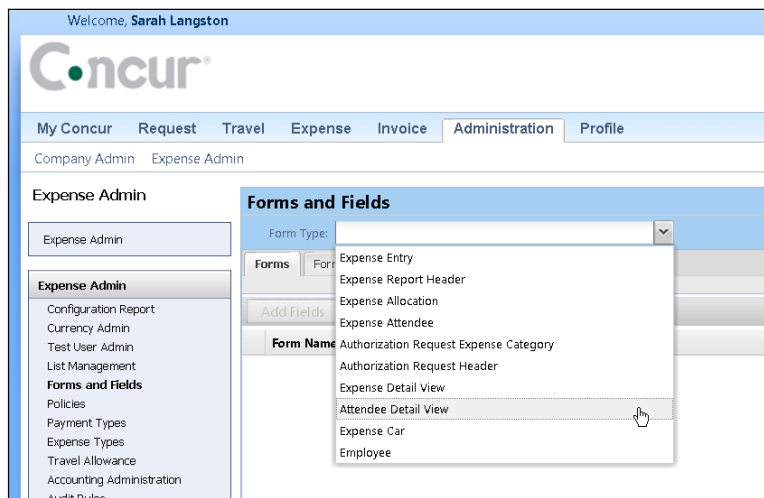 Welcome, Sarah Langston
Concur®
My Concur Request Travel Expense Invoice Administration Profile
Company Admin Expense Admin
Expense Admin
Expense Admin
Expense Admin
Configuration Report
Currency Admin
Test User Admin
List Management
Forms and Fields
Policies
Payment Types
Expense Types
Travel Allowance
Accounting Administration
Audit Rules
Forms and Fields
Form Type:
Forms Forr
Add Fields
Form Name
Expense Entry
Expense Report Header
Expense Allocation
Expense Attendee
Authorization Request Expense Category
Authorization Request Header
Expense Detail View
Attendee Detail View
Expense Car
Employee